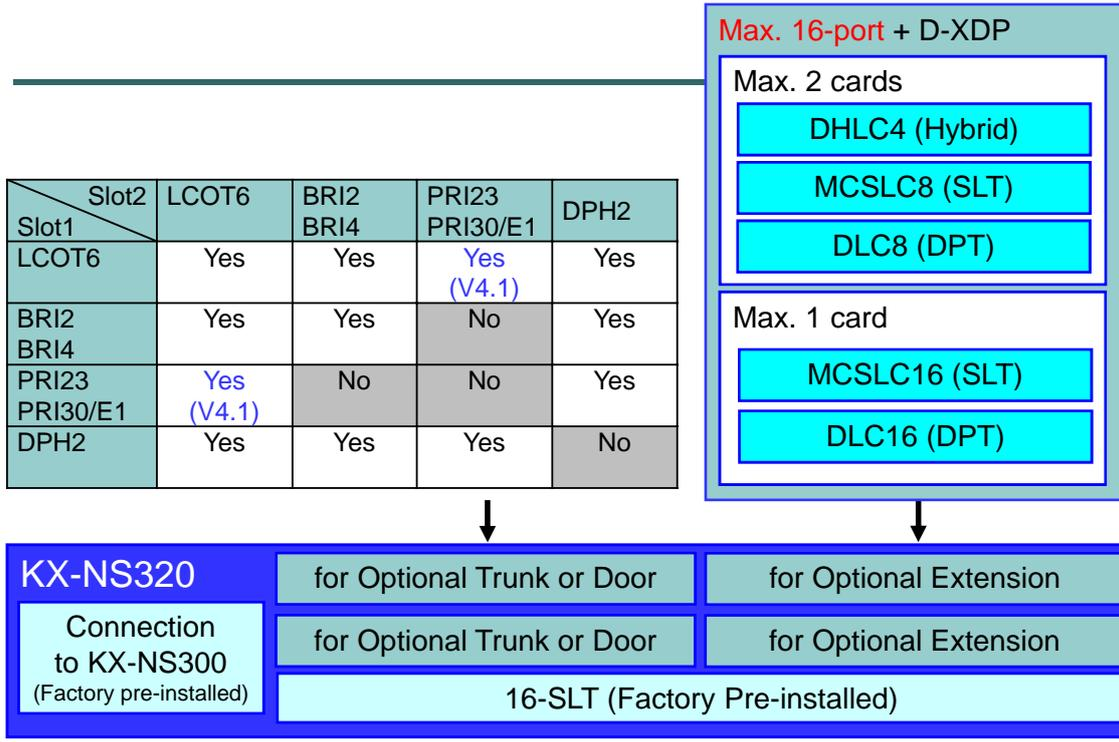 Max. 16-port + D-XDP
Max. 2 cards
DHLC4 (Hybrid)
MCSLC8 (SLT)
DLC8 (DPT)
Max. 1 card
MCSLC16 (SLT)
DLC16 (DPT)
Slot2 LCOT6 BRI2 PRI23 DPH2
Slot1 BRI4 PRI30/E1
LCOT6 Yes Yes Yes Yes
(V4.1)
BRI2 Yes Yes No Yes
BRI4
PRI23 Yes No No Yes
PRI30/E1 (V4.1)
DPH2 Yes Yes Yes No
KX-NS320
for Optional Trunk or Door for Optional Extension
Connection
to KX-NS300
(Factory pre-installed)
for Optional Trunk or Door for Optional Extension
16-SLT (Factory Pre-installed)